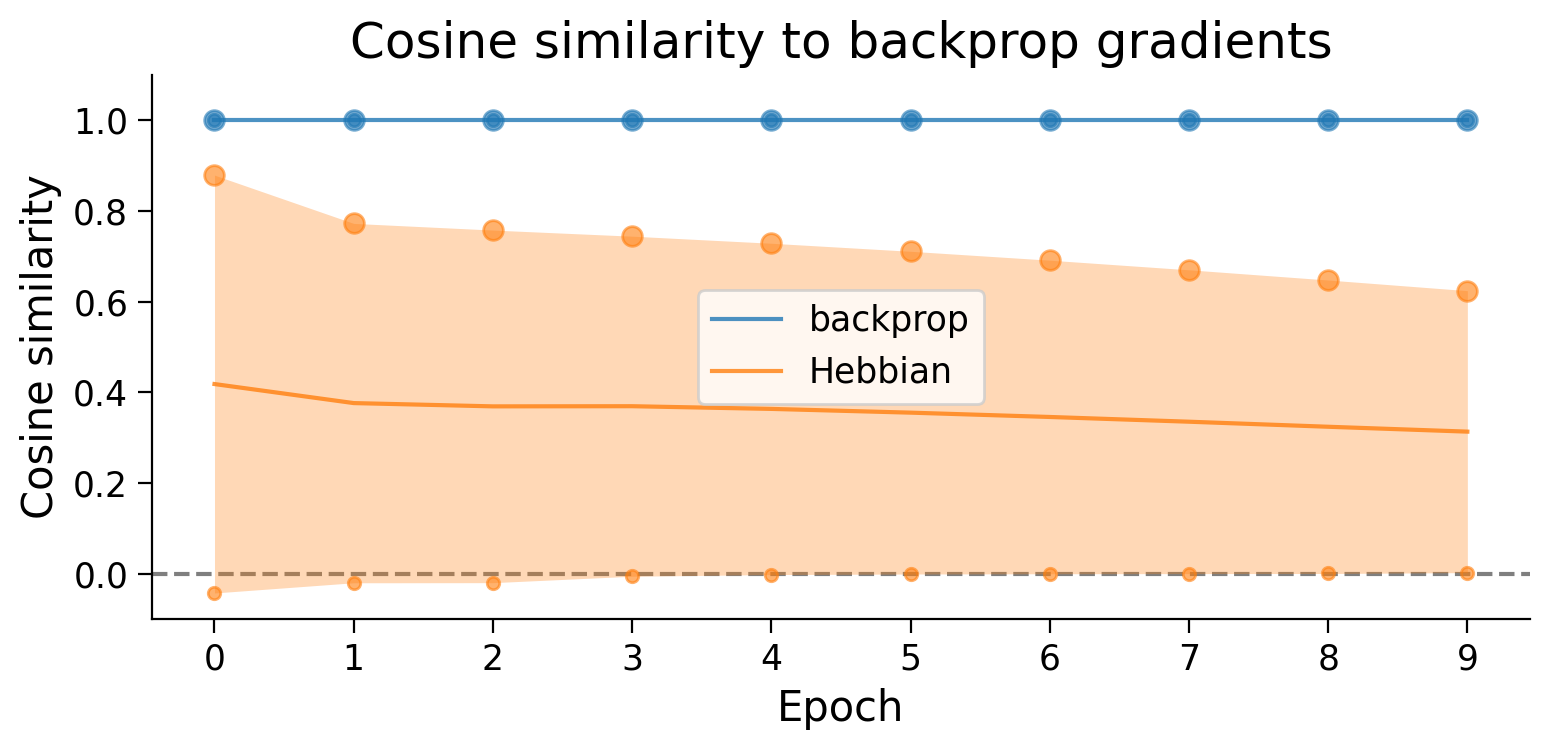 Cosine similarity to backprop gradients
Cosine similarity
1.0
0.8
0.6
0.4
0.2
0.0
backprop
Hebbian
0 1 2 3 4 5 6 7 8 9
Epoch